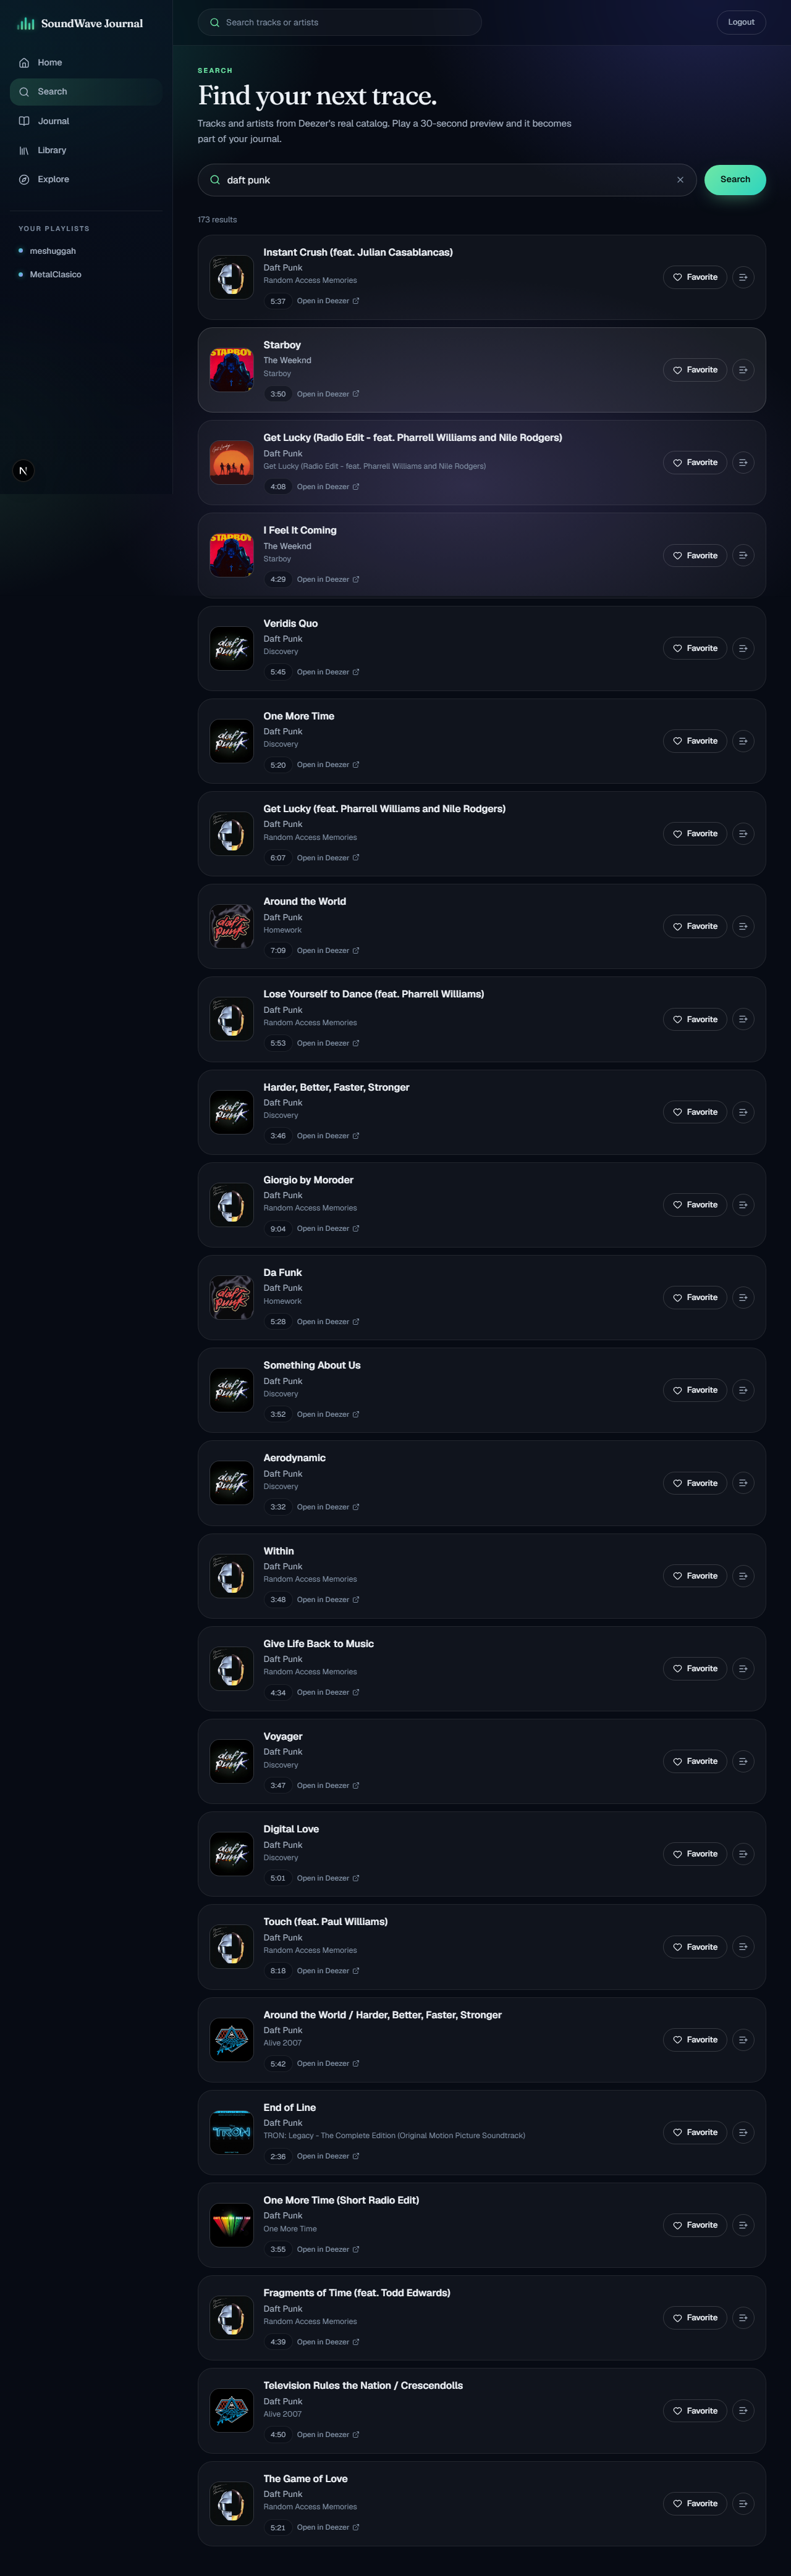 SoundWave Journal
Home
Search
Journal
Library
Explore
YOUR PLAYLISTS
meshuggah
MetalClasico
N
Search tracks or artists
Logout
SEARCH
Find your next trace.
Tracks and artists from Deezer's real catalog. Play a 30-second preview and it becomes
part of your journal.
daft punk
Search
173 results
Instant Crush (feat. Julian Casablancas)
Daft Punk
Random Access Memories
5:37 Open in Deezer
Favorite
STARBOY
Starboy
The Weeknd
Starboy
3:50 Open in Deezer
Favorite
Get Lucky (Radio Edit - feat. Pharrell Williams and Nile Rodgers)
Daft Punk
Get Lucky (Radio Edit - feat. Pharrell Williams and Nile Rodgers)
4:08 Open in Deezer
Favorite
STARBOY
I Feel It Coming
The Weeknd
Starboy
4:29 Open in Deezer
Favorite
daft punk
Veridis Quo
Daft Punk
Discovery
5:45 Open in Deezer
Favorite
daft punk
One More Time
Daft Punk
Discovery
5:20 Open in Deezer
Favorite
Get Lucky (feat. Pharrell Williams and Nile Rodgers)
Daft Punk
Random Access Memories
6:07 Open in Deezer
Favorite
daft punk
Around the World
Daft Punk
Homework
7:09 Open in Deezer
Favorite
Lose Yourself to Dance (feat. Pharrell Williams)
Daft Punk
Random Access Memories
5:53 Open in Deezer
Favorite
daft punk
Harder, Better, Faster, Stronger
Daft Punk
Discovery
3:46 Open in Deezer
Favorite
Giorgio by Moroder
Daft Punk
Random Access Memories
9:04 Open in Deezer
Favorite
daft punk
Da Funk
Daft Punk
Homework
5:28 Open in Deezer
Favorite
daft punk
Something About Us
Daft Punk
Discovery
3:52 Open in Deezer
Favorite
daft punk
Aerodynamic
Daft Punk
Discovery
3:32 Open in Deezer
Favorite
Within
Daft Punk
Random Access Memories
3:48 Open in Deezer
Favorite
Give Life Back to Music
Daft Punk
Random Access Memories
4:34 Open in Deezer
Favorite
daft punk
Voyager
Daft Punk
Discovery
3:47 Open in Deezer
Favorite
daft punk
Digital Love
Daft Punk
Discovery
5:01 Open in Deezer
Favorite
Touch (feat. Paul Williams)
Daft Punk
Random Access Memories
8:18 Open in Deezer
Favorite
Around the World / Harder, Better, Faster, Stronger
Daft Punk
Alive 2007
5:42 Open in Deezer
Favorite
TRON
End of Line
Daft Punk
TRON: Legacy - The Complete Edition (Original Motion Picture Soundtrack)
2:36 Open in Deezer
Favorite
One More Time (Short Radio Edit)
Daft Punk
One More Time
3:55 Open in Deezer
Favorite
Fragments of Time (feat. Todd Edwards)
Daft Punk
Random Access Memories
4:39 Open in Deezer
Favorite
Television Rules the Nation / Crescendolls
Daft Punk
Alive 2007
4:50 Open in Deezer
Favorite
The Game of Love
Daft Punk
Random Access Memories
5:21 Open in Deezer
Favorite